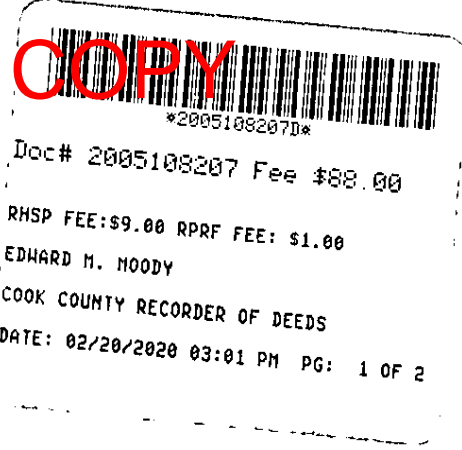 COPY
*2005108207D*
Doc# 2005108207 Fee $88.00
RHSP FEE:$9.00 RPRF FEE: $1.00
EDWARD M. MOODY
COOK COUNTY RECORDER OF DEEDS
DATE: 02/20/2020 03:01 PM PG: 1 OF 2